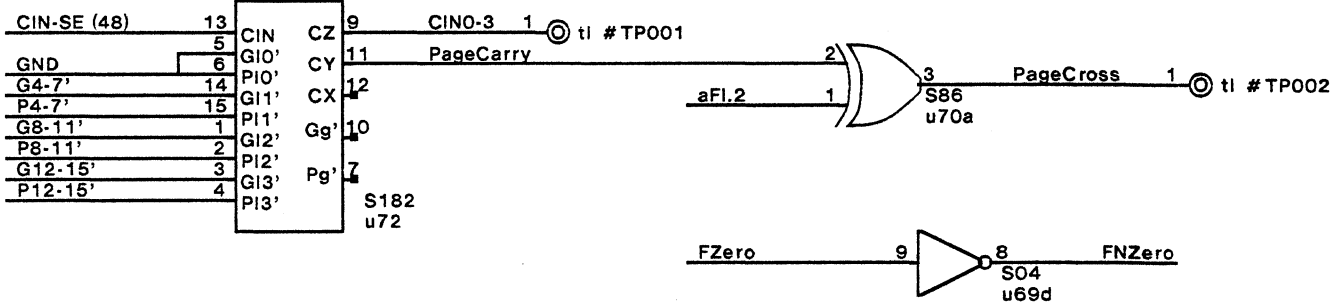 CIN-SE (48) 13 CIN CZ 9 CIN0-3 1 tl #TP001
5 GI0'
GND 6 PI0' CY 11 PageCarry 2
G4-7' 14 GI1' CX 12
P4-7' 15 PI1'
G8-11' 1 GI2' Gg' 10
P8-11' 2 PI2'
G12-15' 3 GI3' Pg' 7
P12-15' 4 PI3'
S182
u72
aFl.2 1
3 PageCross 1 tl #TP002
S86
u70a
FZero 9 8 FNZero
S04
u69d